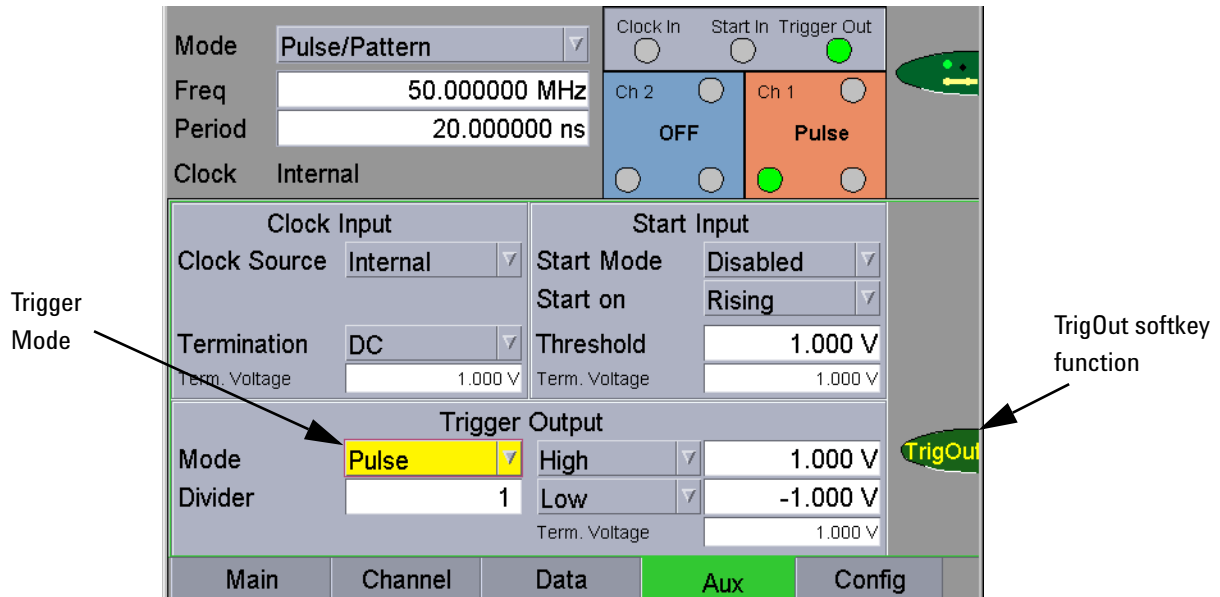 Mode Pulse/Pattern
Clock In Start In Trigger Out
Freq 50.000000 MHz
Period 20.000000 ns
Clock Internal
Ch 2 OFF
Ch 1 Pulse
Clock Input
Clock Source Internal
Termination DC
Term. Voltage 1.000 V
Start Input
Start Mode Disabled
Start on Rising
Threshold 1.000 V
Term. Voltage 1.000 V
Trigger Output
Mode Pulse High 1.000 V
Divider 1 Low -1.000 V
Term. Voltage 1.000 V
TrigOut
Main Channel Data Aux Config
Trigger
Mode
TrigOut softkey
function